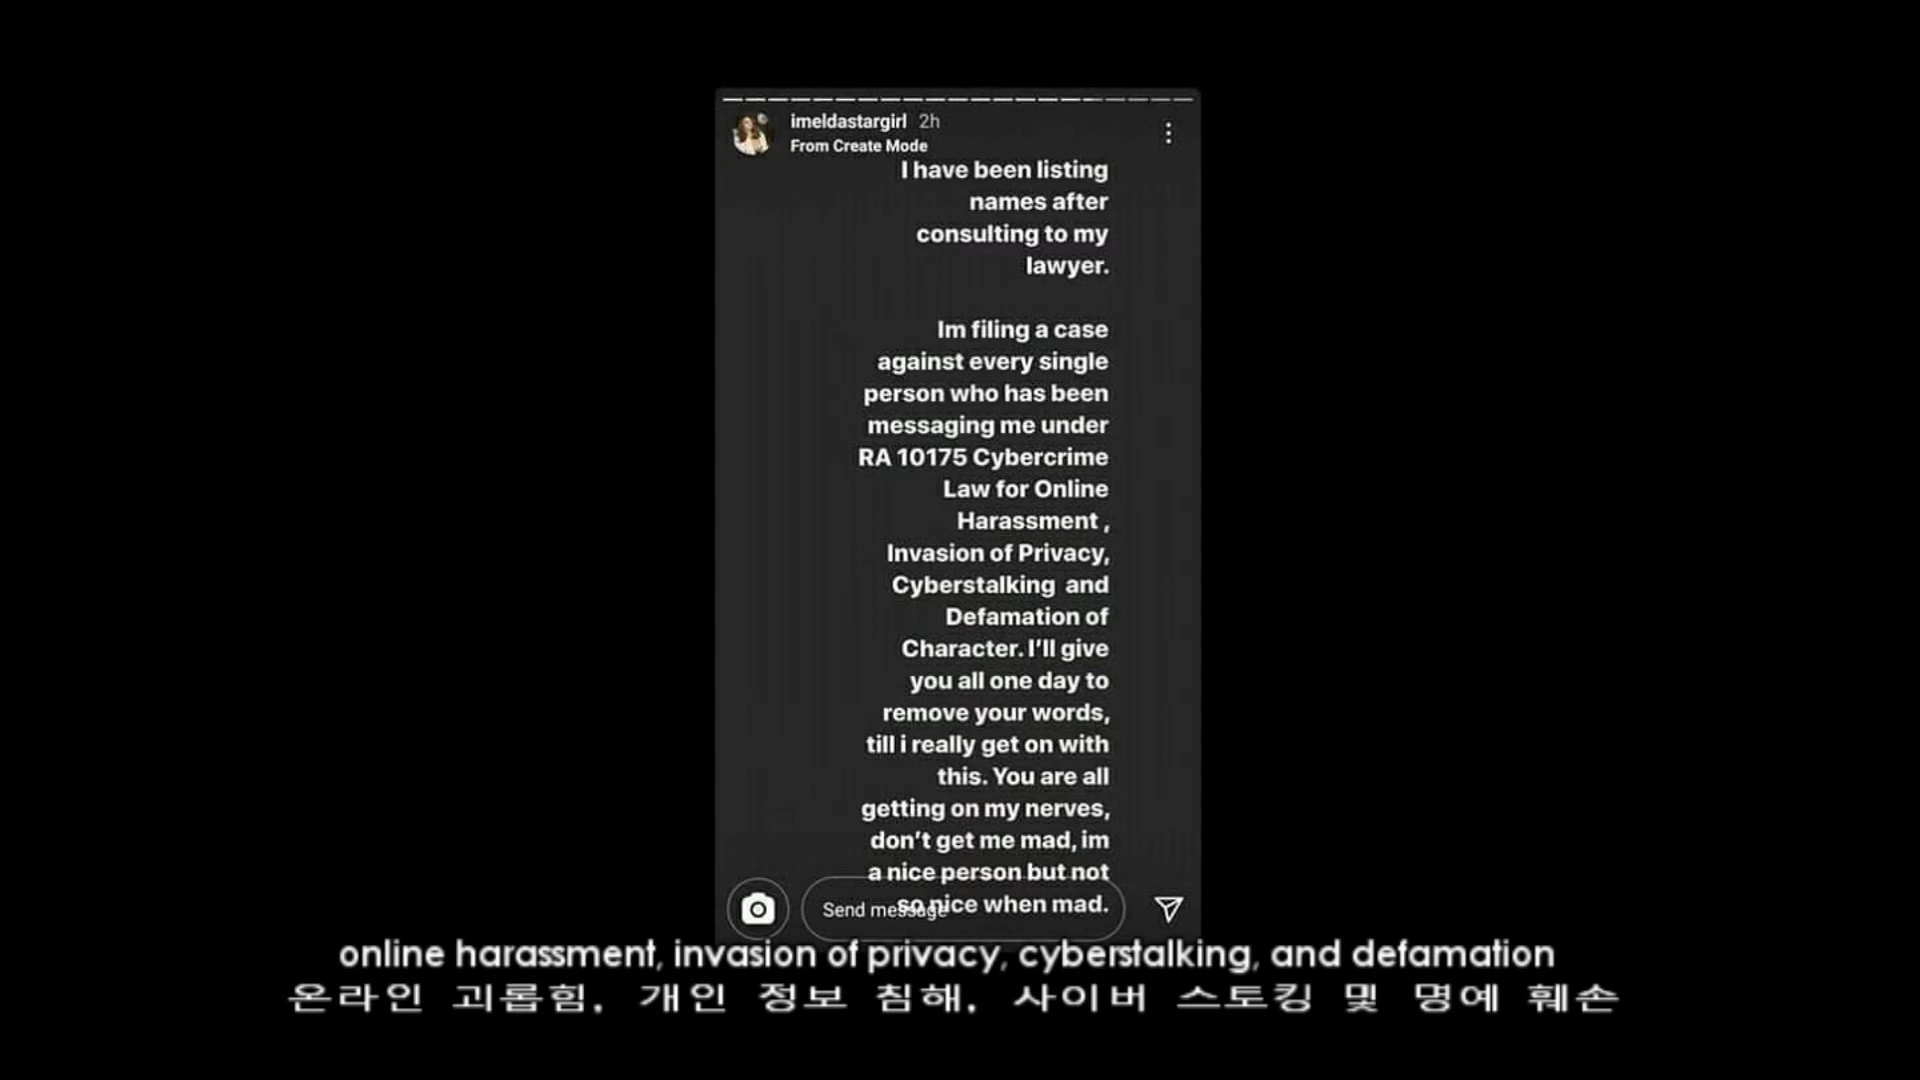 imeldastargirl 2h
From Create Mode
I have been listing
names after
consulting to my
lawyer.
Im filing a case
against every single
person who has been
messaging me under
RA 10175 Cybercrime
Law for Online
Harassment ,
Invasion of Privacy,
Cyberstalking and
Defamation of
Character. I'll give
you all one day to
remove your words,
till i really get on with
this. You are all
getting on my nerves,
don't get me mad, im
a nice person but not
so nice when mad.
Send message
online harassment, invasion of privacy, cyberstalking, and defamation
온라인 괴롭힘, 개인 정보 침해, 사이버 스토킹 및 명예 훼손